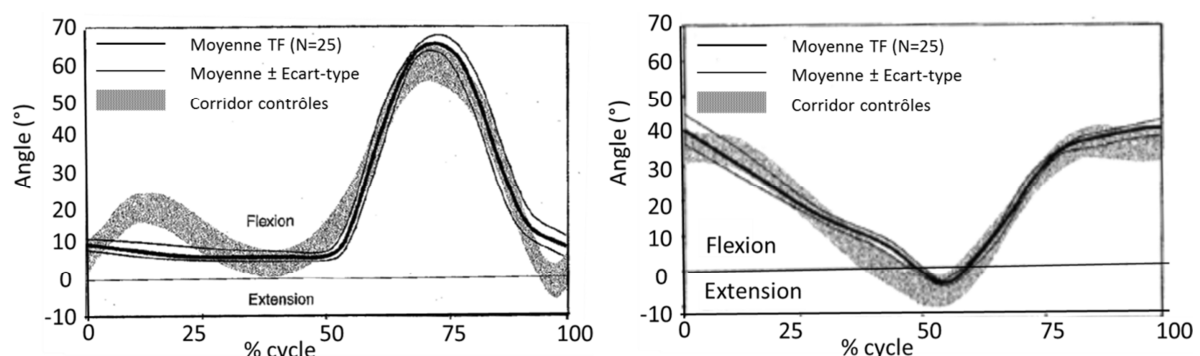 70
60
50
40
30
20
10
0
-10
Angle (°)
Moyenne TF (N=25)
Moyenne ± Ecart-type
Corridor contrôles
Flexion
Extension
0
25
50
75
100
% cycle
70
60
50
40
30
20
10
0
-10
Angle (°)
Moyenne TF (N=25)
Moyenne ± Ecart-type
Corridor contrôles
Flexion
Extension
0
25
50
75
100
% cycle